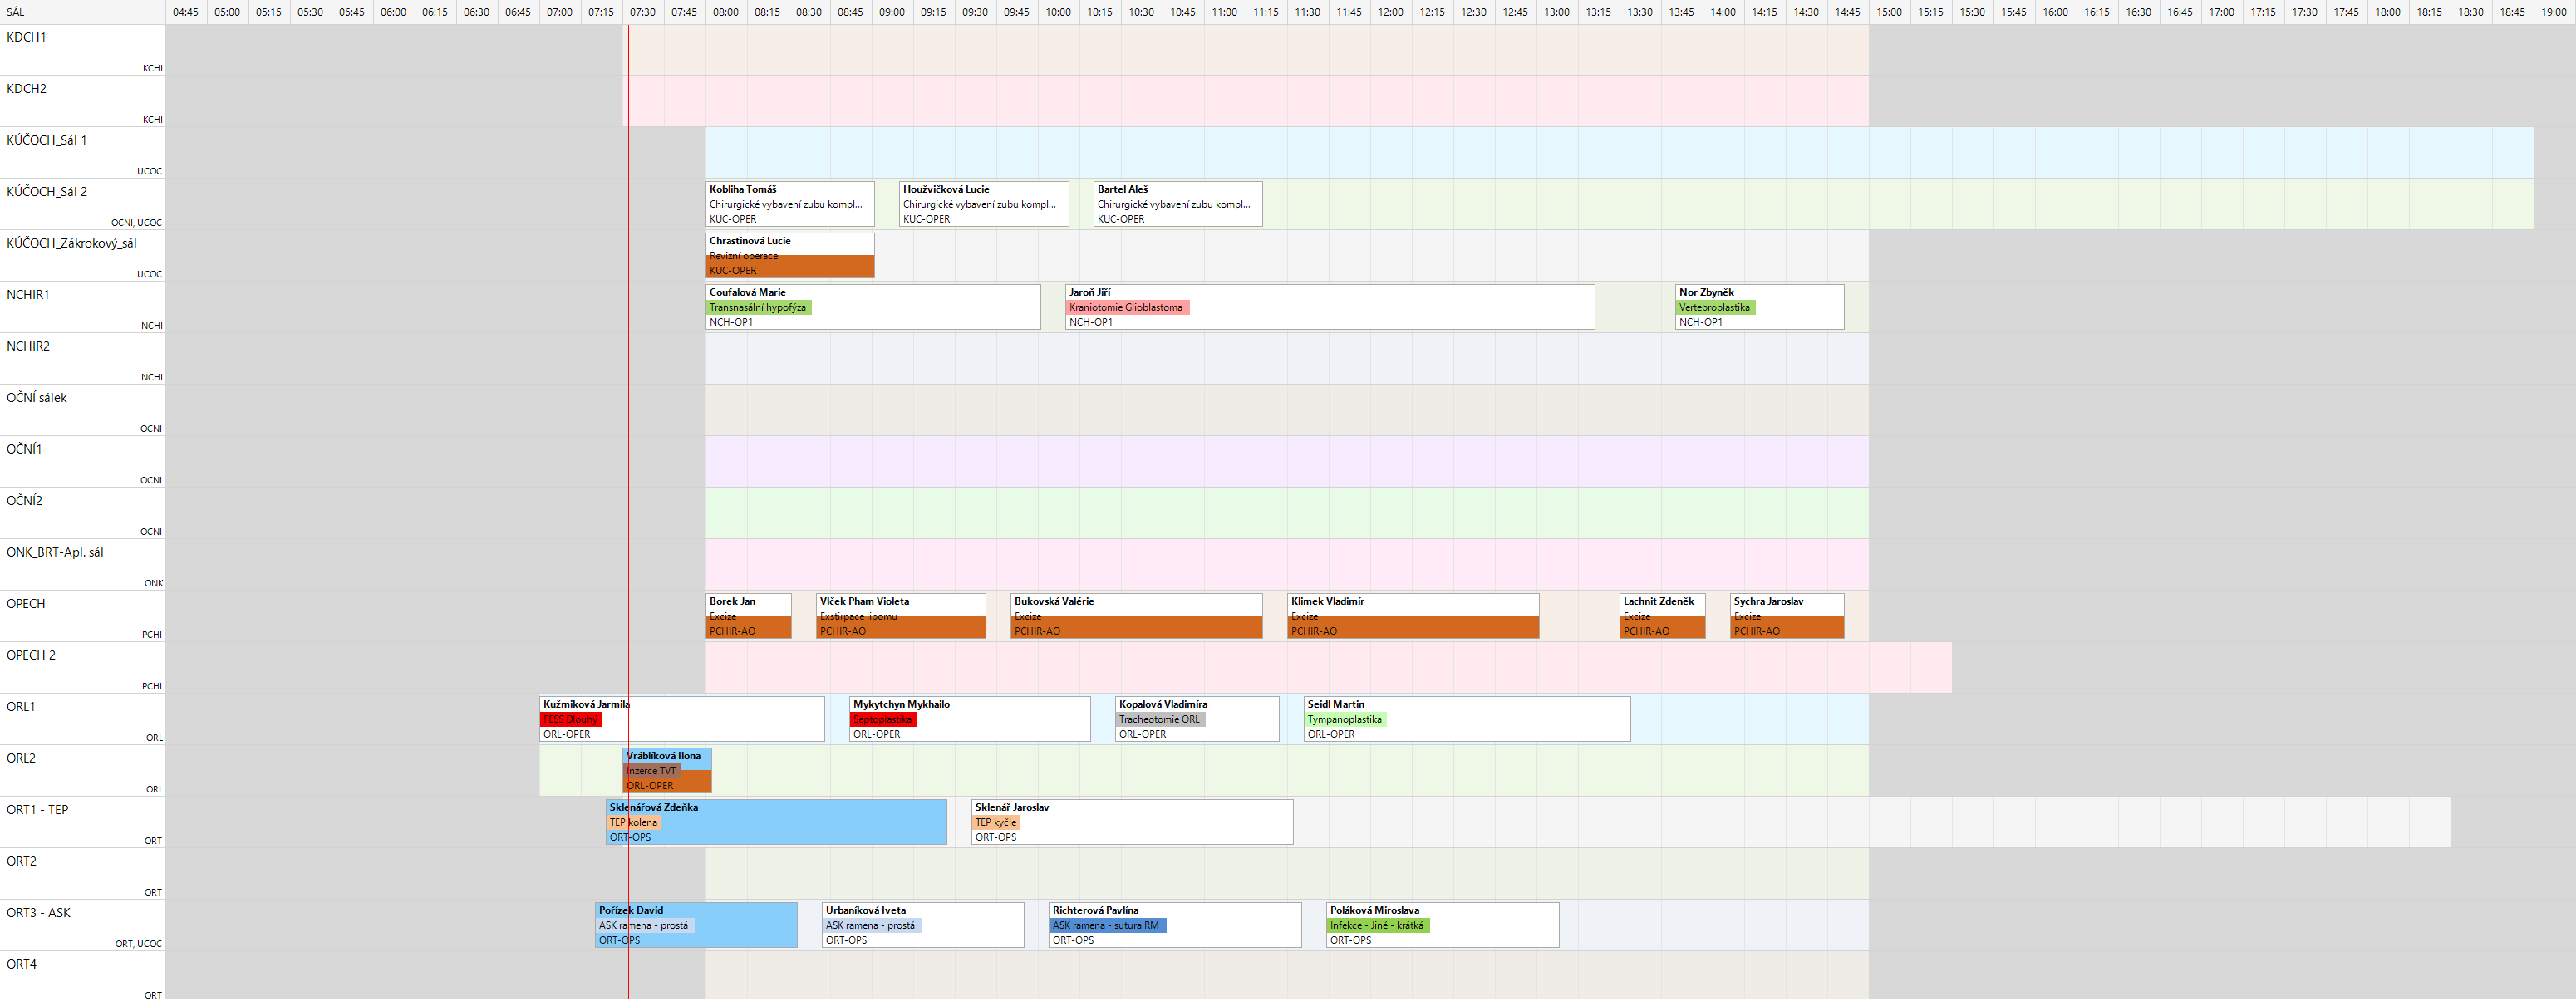 SÁL 04:45 05:00 05:15 05:30 05:45 06:00 06:15 06:30 06:45 07:00 07:15 07:30 07:45 08:00 08:15 08:30 08:45 09:00 09:15 09:30 09:45 10:00 10:15 10:30 10:45 11:00 11:15 11:30 11:45 12:00 12:15 12:30 12:45 13:00 13:15 13:30 13:45 14:00 14:15 14:30 14:45 15:00 15:15 15:30 15:45 16:00 16:15 16:30 16:45 17:00 17:15 17:30 17:45 18:00 18:15 18:30 18:45 19:00
KDCH1
KCHI
KDCH2
KCHI
KÚČOCH_Sál 1
UCOC
KÚČOCH_Sál 2
OCNI, UCOC
Kobliha Tomáš
Chirurgické vybavení zubu kompl...
KUC-OPER
Houžvičková Lucie
Chirurgické vybavení zubu kompl...
KUC-OPER
Bartel Aleš
Chirurgické vybavení zubu kompl...
KUC-OPER
KÚČOCH_Zákrokový_sál
UCOC
Chrastinová Lucie
Revizní operace
KUC-OPER
NCHIR1
NCHI
Coufalová Marie
Transnasální hypofýza
NCH-OP1
Jaroň Jiří
Kraniotomie Glioblastoma
NCH-OP1
Nor Zbyněk
Vertebroplastika
NCH-OP1
NCHIR2
NCHI
OČNÍ sálek
OCNI
OČNÍ1
OCNI
OČNÍ2
OCNI
ONK_BRT-Apl. sál
ONK
OPECH
PCHI
Borek Jan
Excize
PCHIR-AO
Vlček Pham Violeta
Exstirpace lipomu
PCHIR-AO
Bukovská Valérie
Excize
PCHIR-AO
Klimek Vladimír
Excize
PCHIR-AO
Lachnit Zdeněk
Excize
PCHIR-AO
Sychra Jaroslav
Excize
PCHIR-AO
OPECH 2
PCHI
ORL1
ORL
Kužmiková Jarmila
FESS Dlouhý
ORL-OPER
Mykytchyn Mykhailo
Septoplastika
ORL-OPER
Kopalová Vladimíra
Tracheotomie ORL
ORL-OPER
Seidl Martin
Tympanoplastika
ORL-OPER
ORL2
ORL
Vráblíková Ilona
Inzerce TVT
ORL-OPER
ORT1 - TEP
ORT
Sklenářová Zdeňka
TEP kolena
ORT-OPS
Sklenář Jaroslav
TEP kyčle
ORT-OPS
ORT2
ORT
ORT3 - ASK
ORT, UCOC
Pořízek David
ASK ramena - prostá
ORT-OPS
Urbaníková Iveta
ASK ramena - prostá
ORT-OPS
Richterová Pavlína
ASK ramena - sutura RM
ORT-OPS
Poláková Miroslava
Infekce - Jiné - krátká
ORT-OPS
ORT4
ORT